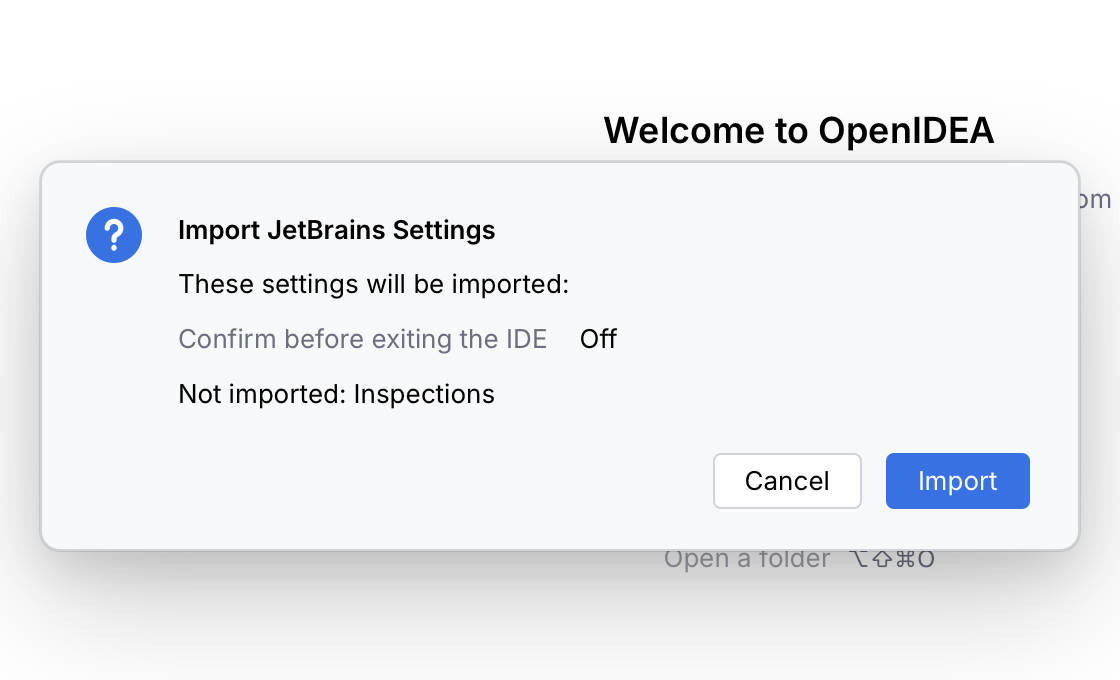 Welcome to OpenIDEA
Import JetBrains Settings
These settings will be imported:
Confirm before exiting the IDE Off
Not imported: Inspections
Cancel Import
Open a folder ⌥⇧⌘O